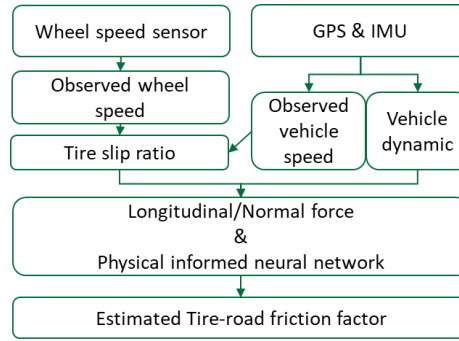 Wheel speed sensor
GPS & IMU
Observed wheel
speed
Observed
vehicle
speed
Vehicle
dynamic
Tire slip ratio
Longitudinal/Normal force
&
Physical informed neural network
Estimated Tire-road friction factor